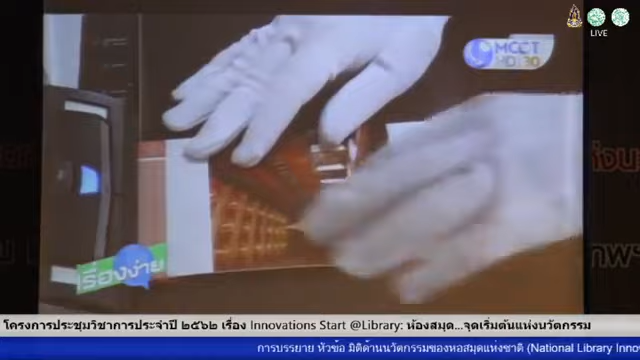 MCOT
HD 30
LIVE
เรื่องง่าย
โครงการประชุมวิชาการประจำปี ๒๕๖๒ เรื่อง Innovations Start @Library: ห้องสมุด...จุดเริ่มต้นแห่งนวัตกรรม
การบรรยาย หัวข้อ มิติด้านนวัตกรรมของหอสมุดแห่งชาติ (National Library Inno